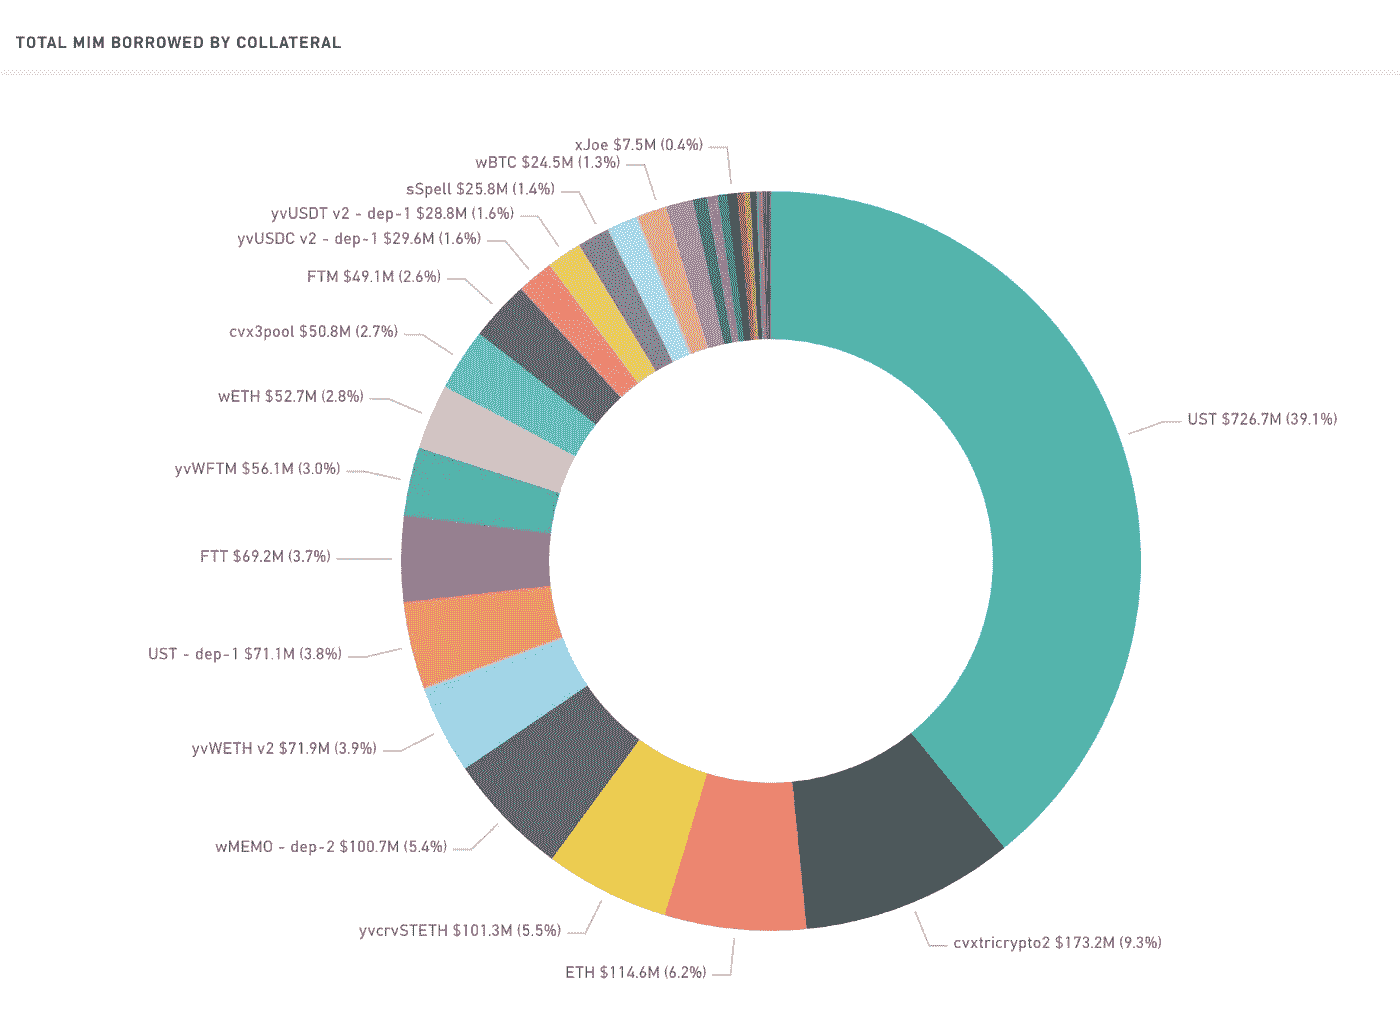 TOTAL MIM BORROWED BY COLLATERAL
xJoe $7.5M (0.4%)
wBTC $24.5M (1.3%)
sSpell $25.8M (1.4%)
yvUSDT v2 - dep-1 $28.8M (1.6%)
yvUSDC v2 - dep-1 $29.6M (1.6%)
FTM $49.1M (2.6%)
cvx3pool $50.8M (2.7%)
wETH $52.7M (2.8%)
UST $726.7M (39.1%)
yvWFTM $56.1M (3.0%)
FTT $69.2M (3.7%)
UST - dep-1 $71.1M (3.8%)
yvWETH v2 $71.9M (3.9%)
wMEMO - dep-2 $100.7M (5.4%)
yvcrvSTETH $101.3M (5.5%)
cvxtricrypto2 $173.2M (9.3%)
ETH $114.6M (6.2%)